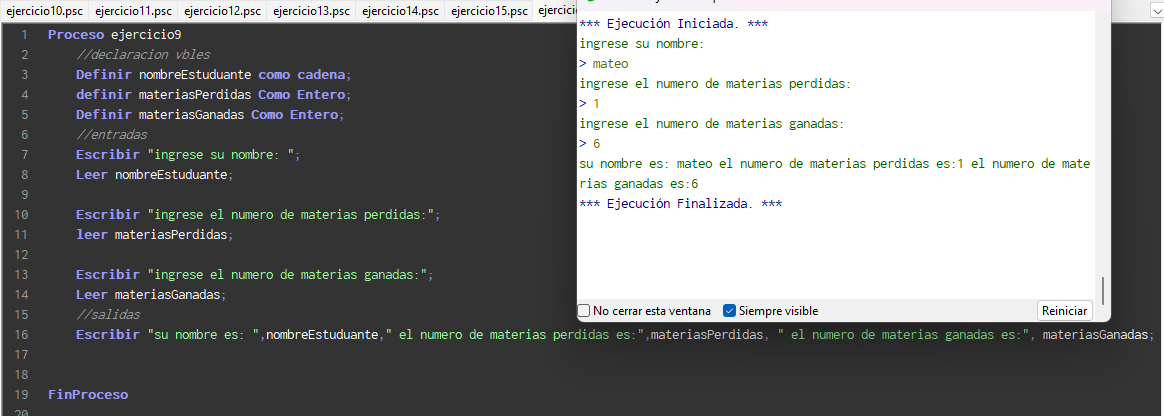 ejercicio10.psc ejercicio11.psc ejercicio12.psc ejercicio13.psc ejercicio14.psc ejercicio15.psc
1 Proceso ejercicio9
2 //declaracion vbles
3 Definir nombreEstuduante como cadena;
4 definir materiasPerdidas Como Entero;
5 Definir materiasGanadas Como Entero;
6 //entradas
7 Escribir "ingrese su nombre: ";
8 Leer nombreEstuduante;
9
10 Escribir "ingrese el numero de materias perdidas:";
11 leer materiasPerdidas;
12
13 Escribir "ingrese el numero de materias ganadas:";
14 Leer materiasGanadas;
15 //salidas
16 Escribir "su nombre es: ",nombreEstuduante," el numero de materias perdidas es:",materiasPerdidas, " el numero de materias ganadas es:", materiasGanadas;
17
18
19 FinProceso
20
*** Ejecución Iniciada. ***
ingrese su nombre:
> mateo
ingrese el numero de materias perdidas:
> 1
ingrese el numero de materias ganadas:
> 6
su nombre es: mateo el numero de materias perdidas es:1 el numero de mate
rias ganadas es:6
*** Ejecución Finalizada. ***
No cerrar esta ventana Siempre visible Reiniciar